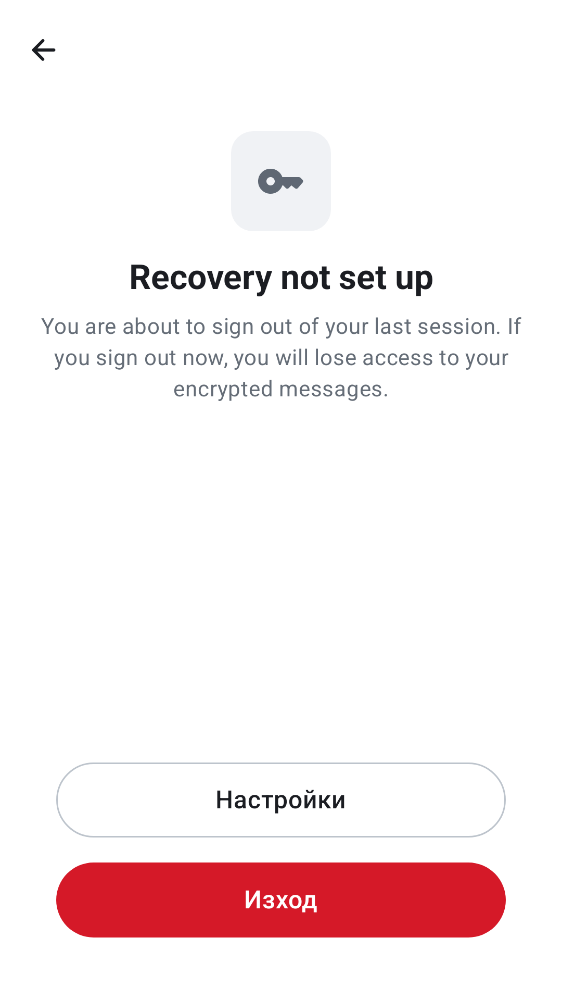 Recovery not set up
You are about to sign out of your last session. If
you sign out now, you will lose access to your
encrypted messages.
Настройки
Изход